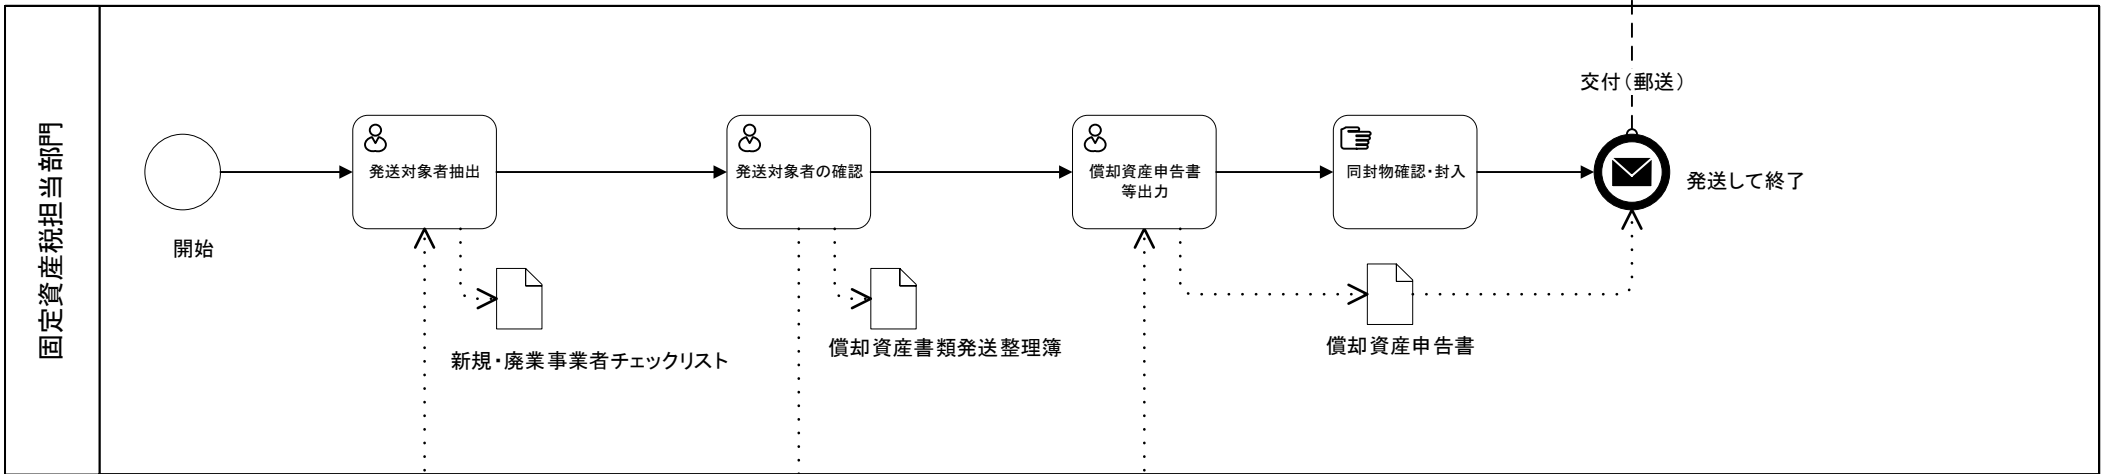 固定資産税担当部門
開始
発送対象者抽出
新規・廃業事業者チェックリスト
発送対象者の確認
償却資産書類発送整理簿
償却資産申告書
等出力
償却資産申告書
同封物確認・封入
交付(郵送)
発送して終了